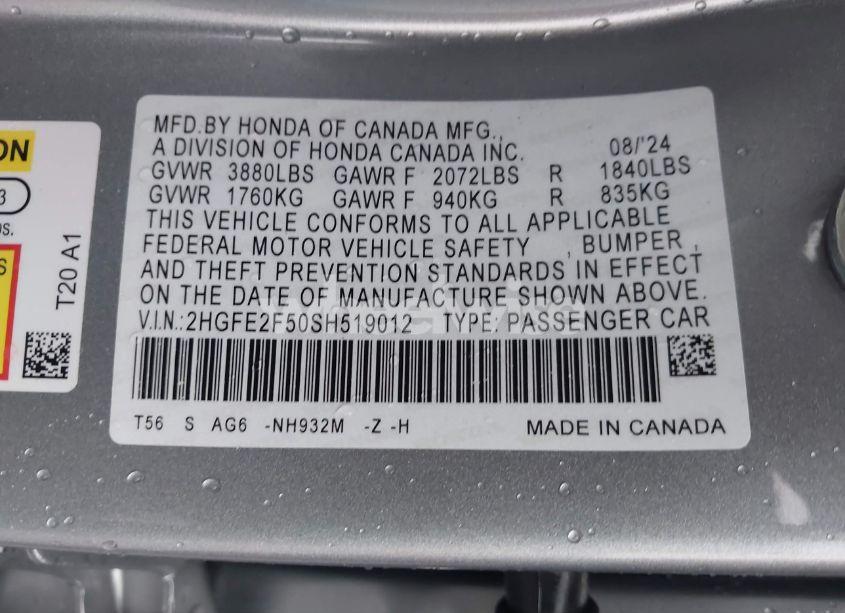 MFD.BY HONDA OF CANADA MFG.,
A DIVISION OF HONDA CANADA INC. 08/'24
GVWR 3880LBS GAWR F 2072LBS R 1840LBS
GVWR 1760KG GAWR F 940KG R 835KG
THIS VEHICLE CONFORMS TO ALL APPLICABLE
FEDERAL MOTOR VEHICLE SAFETY , BUMPER ,
AND THEFT PREVENTION STANDARDS IN EFFECT
ON THE DATE OF MANUFACTURE SHOWN ABOVE.
V.I.N.:2HGFE2F50SH519012 TYPE: PASSENGER CAR
T56 S AG6 -NH932M -Z -H MADE IN CANADA
T20 A1